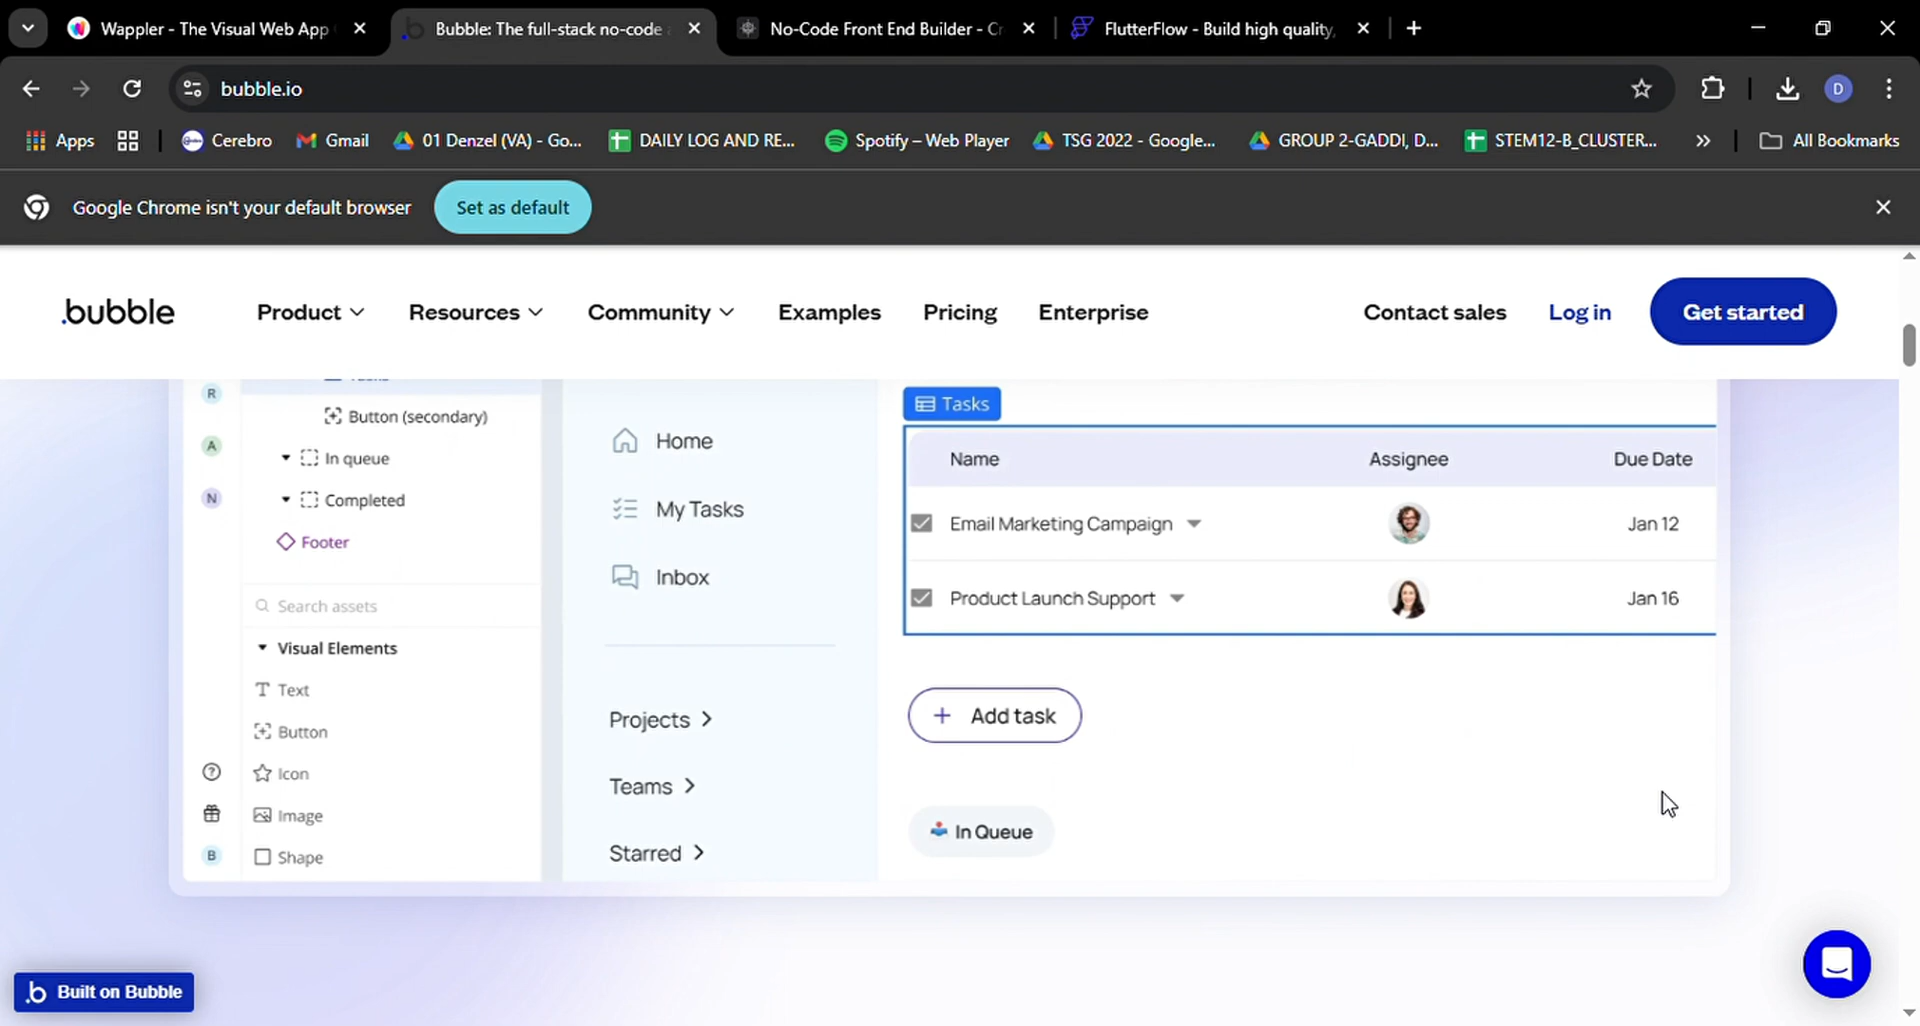 Wappler - The Visual Web App
Bubble: The full-stack no-code a
No-Code Front End Builder - Cr
FlutterFlow - Build high quality,
bubble.io
D
Apps
Cerebro
Gmail
01 Denzel (VA) - Go...
DAILY LOG AND RE...
Spotify – Web Player
TSG 2022 - Google...
GROUP 2-GADDI, D...
STEM12-B_CLUSTER...
»
All Bookmarks
Google Chrome isn't your default browser
Set as default
.bubble
Product
Resources
Community
Examples
Pricing
Enterprise
Contact sales
Log in
Get started
R
A
N
B
Button (secondary)
In queue
Completed
Footer
Search assets
Visual Elements
Text
Button
Icon
Image
Shape
Home
My Tasks
Inbox
Projects >
Teams >
Starred >
Tasks
Name Assignee Due Date
Email Marketing Campaign Jan 12
Product Launch Support Jan 16
+ Add task
In Queue
.b Built on Bubble